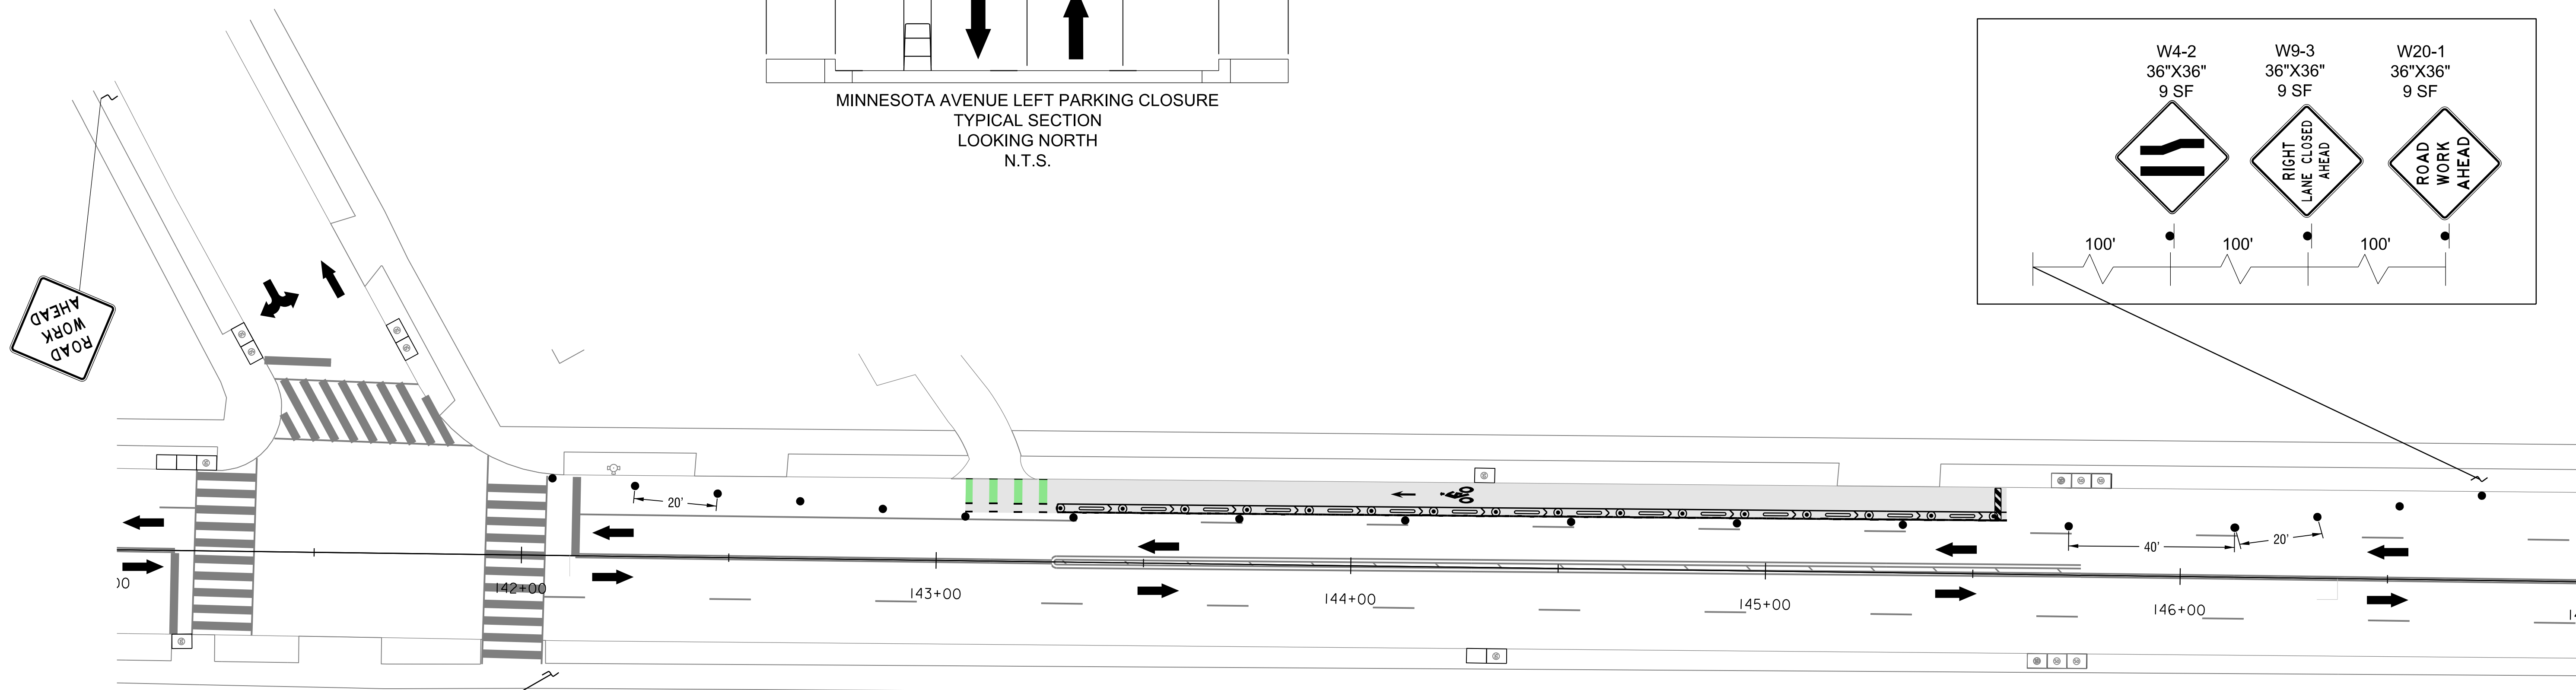 MINNESOTA AVENUE LEFT PARKING CLOSURE
TYPICAL SECTION
LOOKING NORTH
N.T.S.
W4-2
36"X36"
9 SF
W9-3
36"X36"
9 SF
W20-1
36"X36"
9 SF
RIGHT
LANE CLOSED
AHEAD
ROAD
WORK
AHEAD
100'
100'
100'
ROAD
WORK
AHEAD
20'
40'
20'
00
142+00
143+00
144+00
145+00
146+00